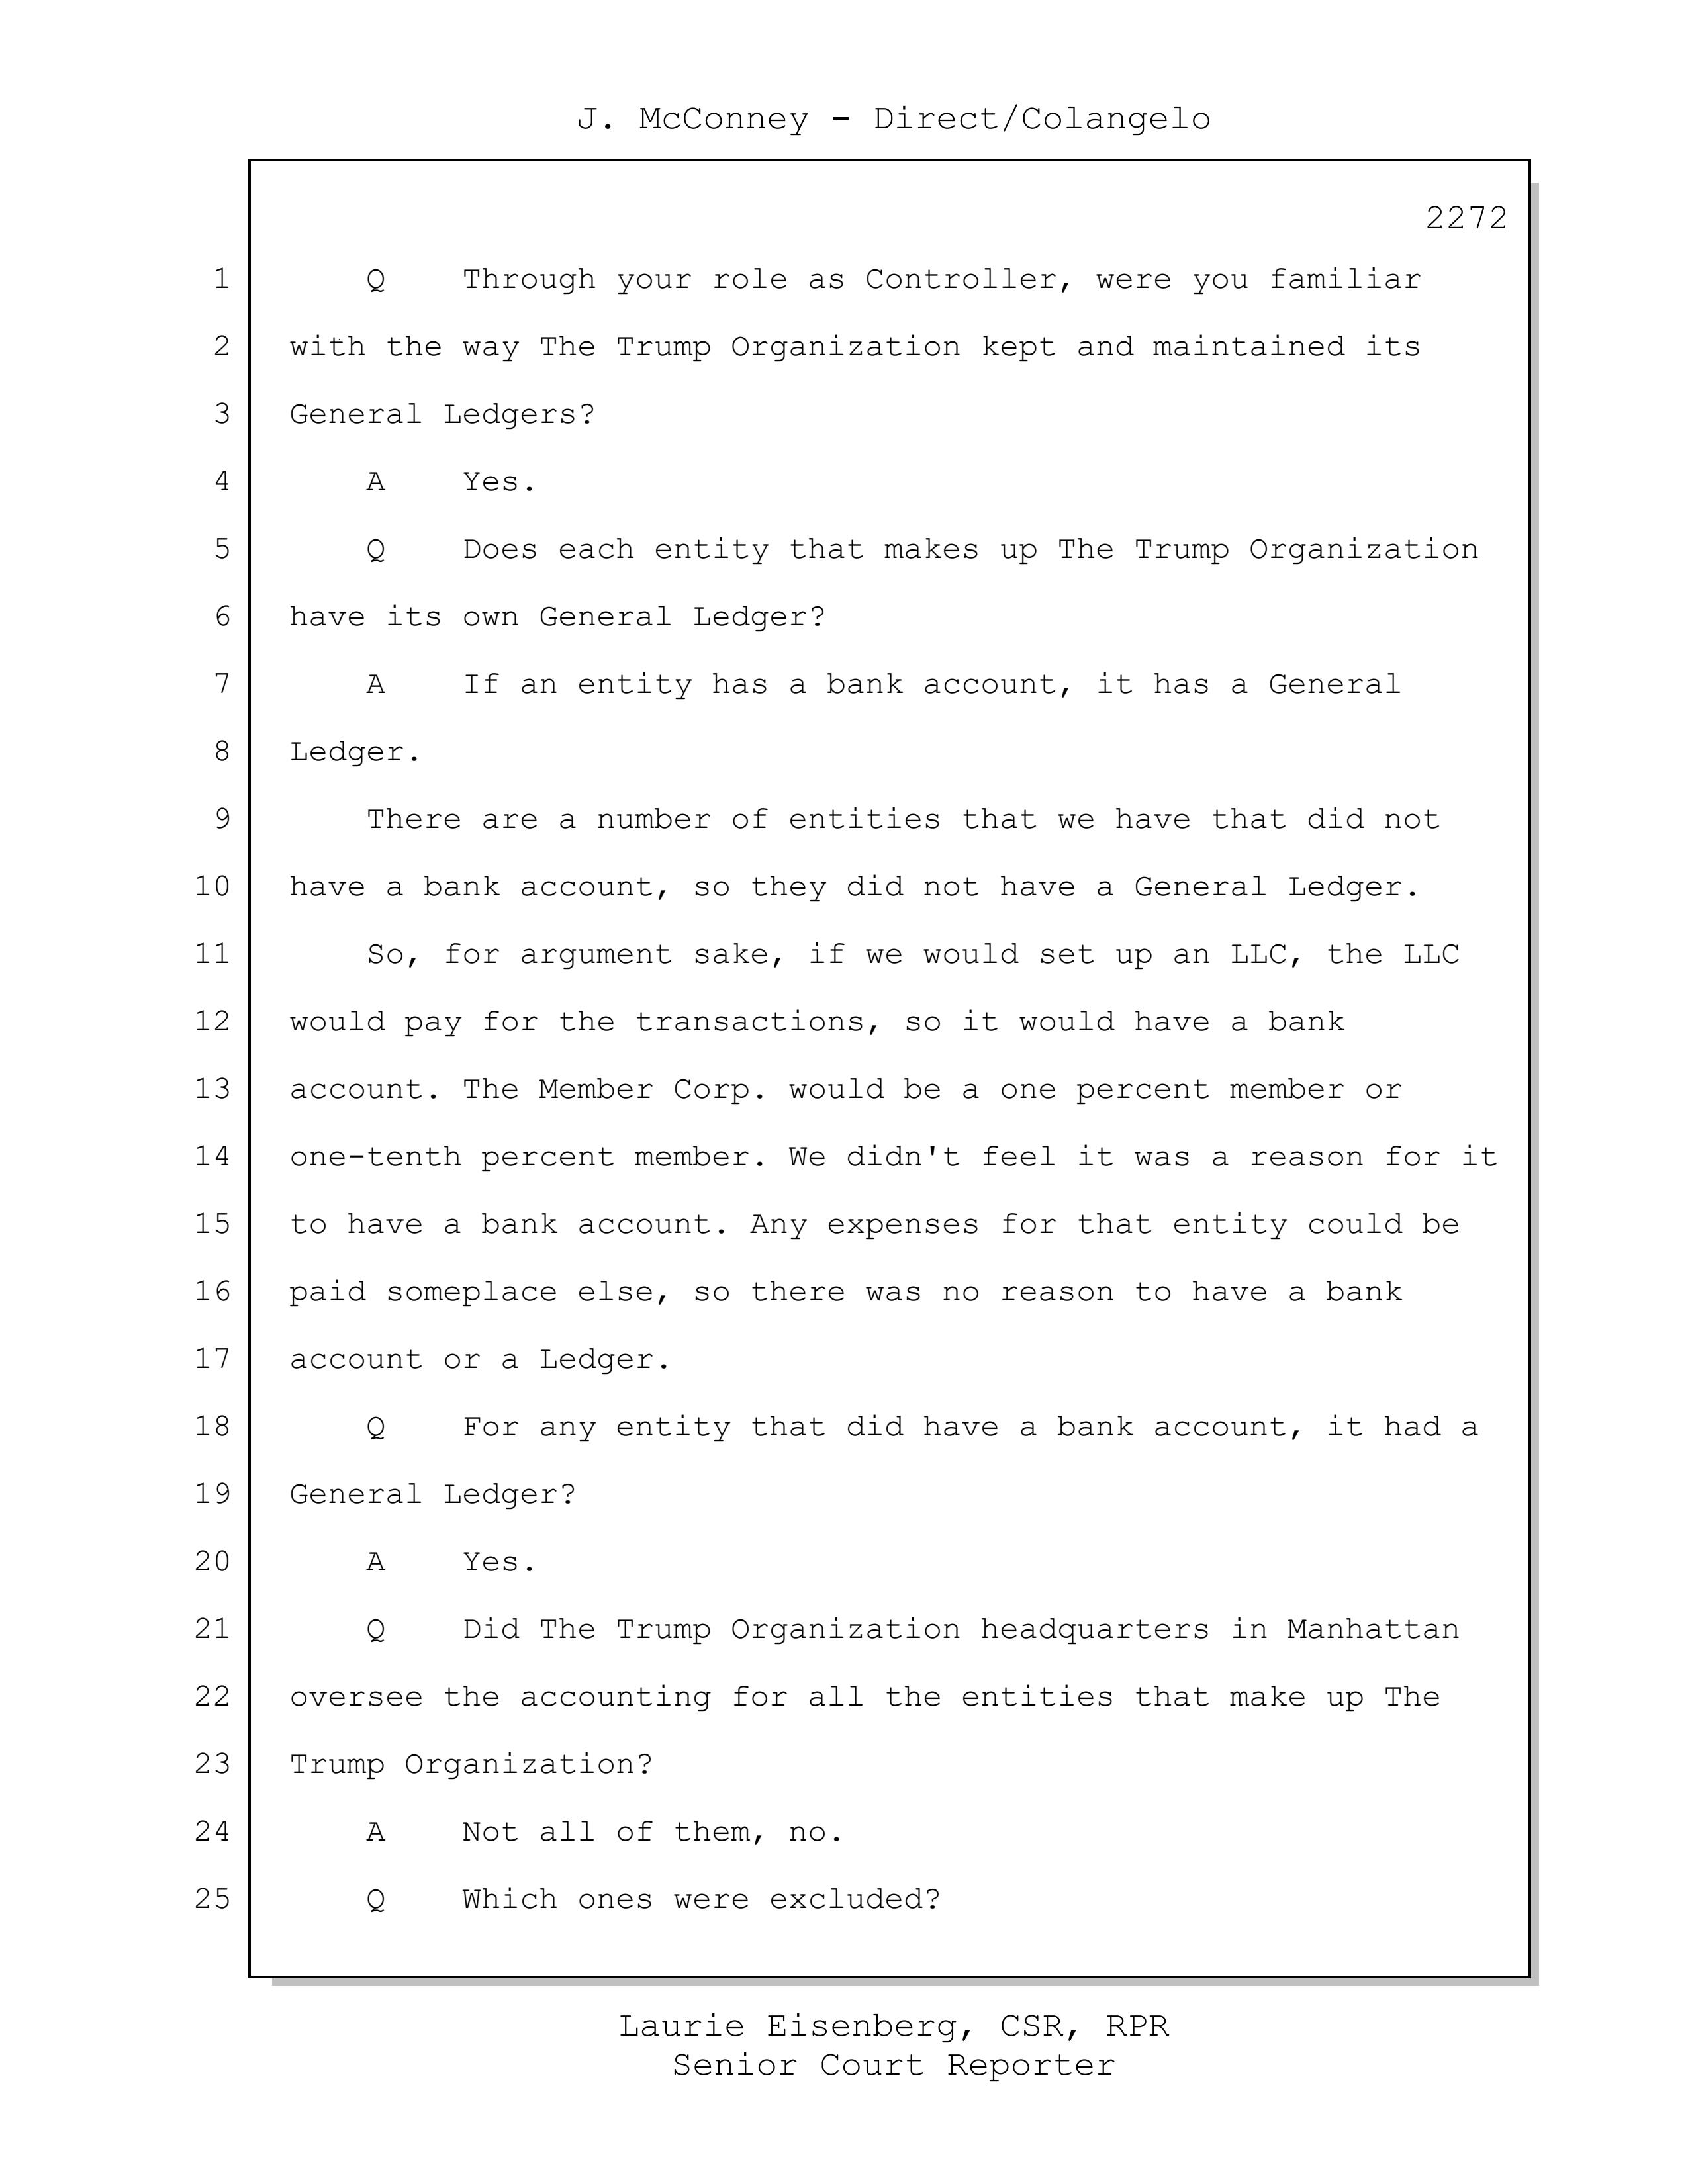 J. McConney - Direct/Colangelo
2272
1 Q Through your role as Controller, were you familiar
2 with the way The Trump Organization kept and maintained its
3 General Ledgers?
4 A Yes.
5 Q Does each entity that makes up The Trump Organization
6 have its own General Ledger?
7 A If an entity has a bank account, it has a General
8 Ledger.
9 There are a number of entities that we have that did not
10 have a bank account, so they did not have a General Ledger.
11 So, for argument sake, if we would set up an LLC, the LLC
12 would pay for the transactions, so it would have a bank
13 account. The Member Corp. would be a one percent member or
14 one-tenth percent member. We didn't feel it was a reason for it
15 to have a bank account. Any expenses for that entity could be
16 paid someplace else, so there was no reason to have a bank
17 account or a Ledger.
18 Q For any entity that did have a bank account, it had a
19 General Ledger?
20 A Yes.
21 Q Did The Trump Organization headquarters in Manhattan
22 oversee the accounting for all the entities that make up The
23 Trump Organization?
24 A Not all of them, no.
25 Q Which ones were excluded?
Laurie Eisenberg, CSR, RPR
Senior Court Reporter